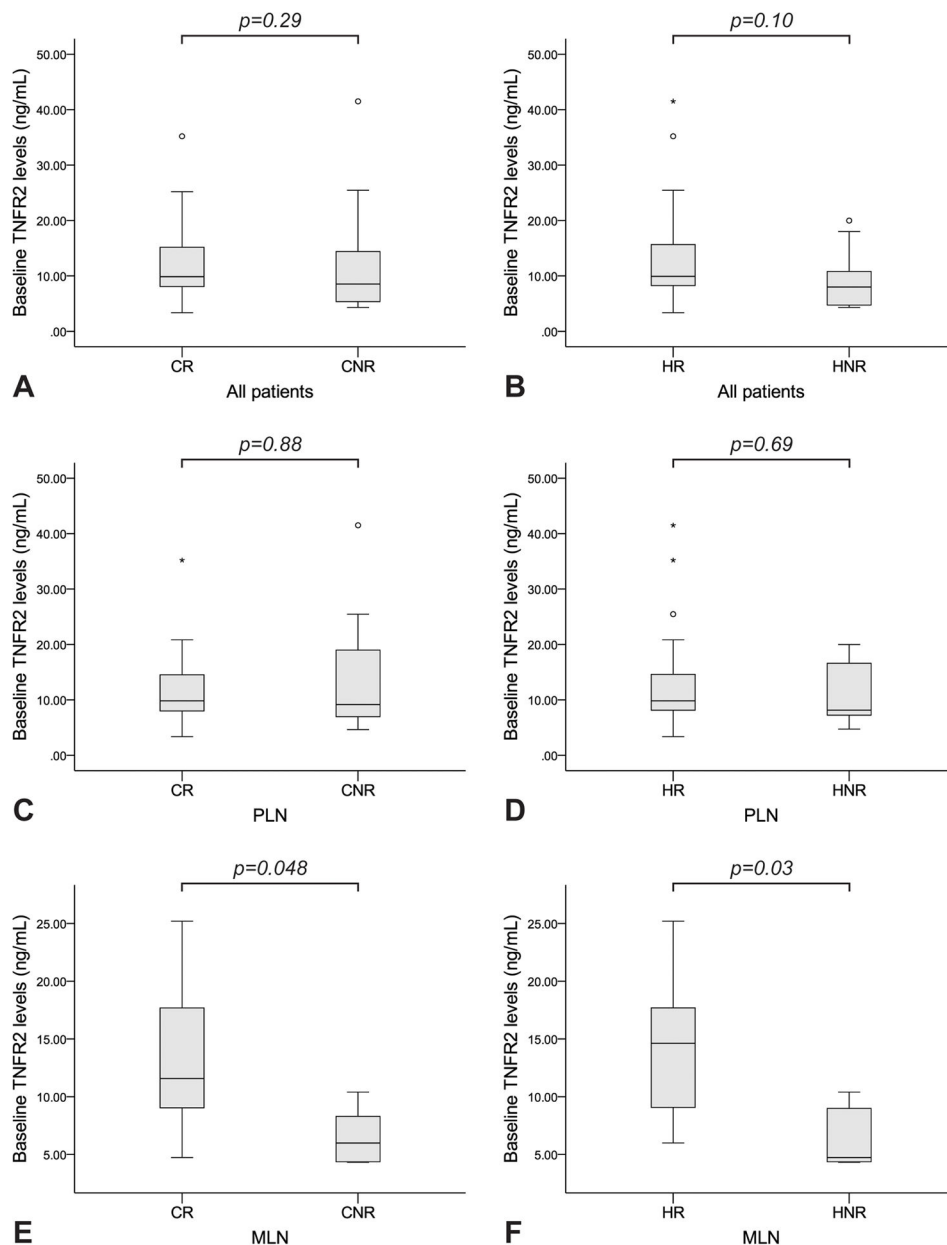 p=0.29
Baseline TNFR2 levels (ng/mL)
50.00
40.00
30.00
20.00
10.00
.00
CR CNR
A
All patients
p=0.10
Baseline TNFR2 levels (ng/mL)
50.00
40.00
30.00
20.00
10.00
.00
HR HNR
B
All patients
p=0.88
Baseline TNFR2 levels (ng/mL)
50.00
40.00
30.00
20.00
10.00
.00
CR CNR
C
PLN
p=0.69
Baseline TNFR2 levels (ng/mL)
50.00
40.00
30.00
20.00
10.00
.00
HR HNR
D
PLN
p=0.048
Baseline TNFR2 levels (ng/mL)
25.00
20.00
15.00
10.00
5.00
CR CNR
E
MLN
p=0.03
Baseline TNFR2 levels (ng/mL)
25.00
20.00
15.00
10.00
5.00
HR HNR
F
MLN